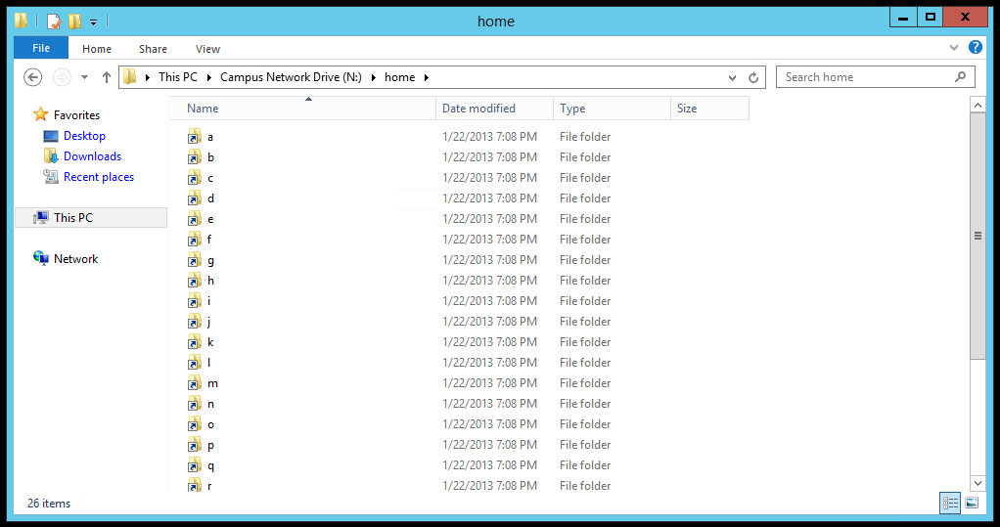 home
File Home Share View
This PC Campus Network Drive (N:) home Search home
Name Date modified Type Size
Favorites
Desktop
Downloads
Recent places
This PC
Network
a 1/22/2013 7:08 PM File folder
b 1/22/2013 7:08 PM File folder
c 1/22/2013 7:08 PM File folder
d 1/22/2013 7:08 PM File folder
e 1/22/2013 7:08 PM File folder
f 1/22/2013 7:08 PM File folder
g 1/22/2013 7:08 PM File folder
h 1/22/2013 7:08 PM File folder
i 1/22/2013 7:08 PM File folder
j 1/22/2013 7:08 PM File folder
k 1/22/2013 7:08 PM File folder
l 1/22/2013 7:08 PM File folder
m 1/22/2013 7:08 PM File folder
n 1/22/2013 7:08 PM File folder
o 1/22/2013 7:08 PM File folder
p 1/22/2013 7:08 PM File folder
q 1/22/2013 7:08 PM File folder
r 1/22/2013 7:08 PM File folder
26 items